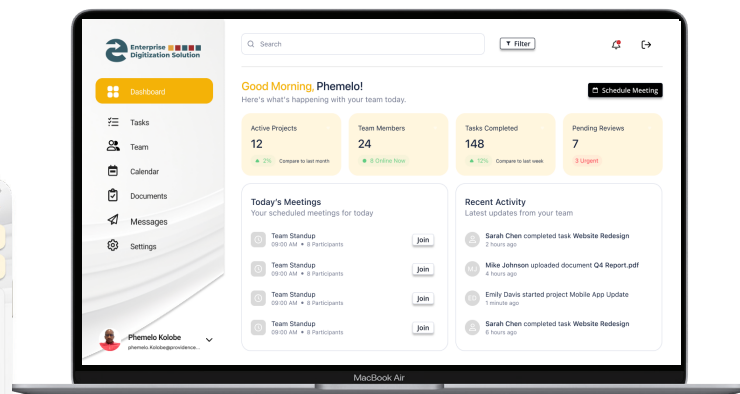 Enterprise
Digitization Solution
Dashboard
Tasks
Team
Calendar
Documents
Messages
Settings
Phemelo Kolobe
phemelo.Kolobe@providence...
Search
Filter
Good Morning, Phemelo!
Here's what's happening with your team today.
Schedule Meeting
Active Projects
12
2% Compare to last month
Team Members
24
8 Online Now
Tasks Completed
148
12% Compare to last week
Pending Reviews
7
3 Urgent
Today's Meetings
Your scheduled meetings for today
Team Standup
09:00 AM • 8 Participants
Join
Team Standup
09:00 AM • 8 Participants
Join
Team Standup
09:00 AM • 8 Participants
Join
Team Standup
09:00 AM • 8 Participants
Join
Recent Activity
Latest updates from your team
Sarah Chen completed task Website Redesign
2 hours ago
MJ
Mike Johnson uploaded document Q4 Report.pdf
4 hours ago
ED
Emily Davis started project Mobile App Update
1 minute ago
Sarah Chen completed task Website Redesign
6 hours ago
MacBook Air